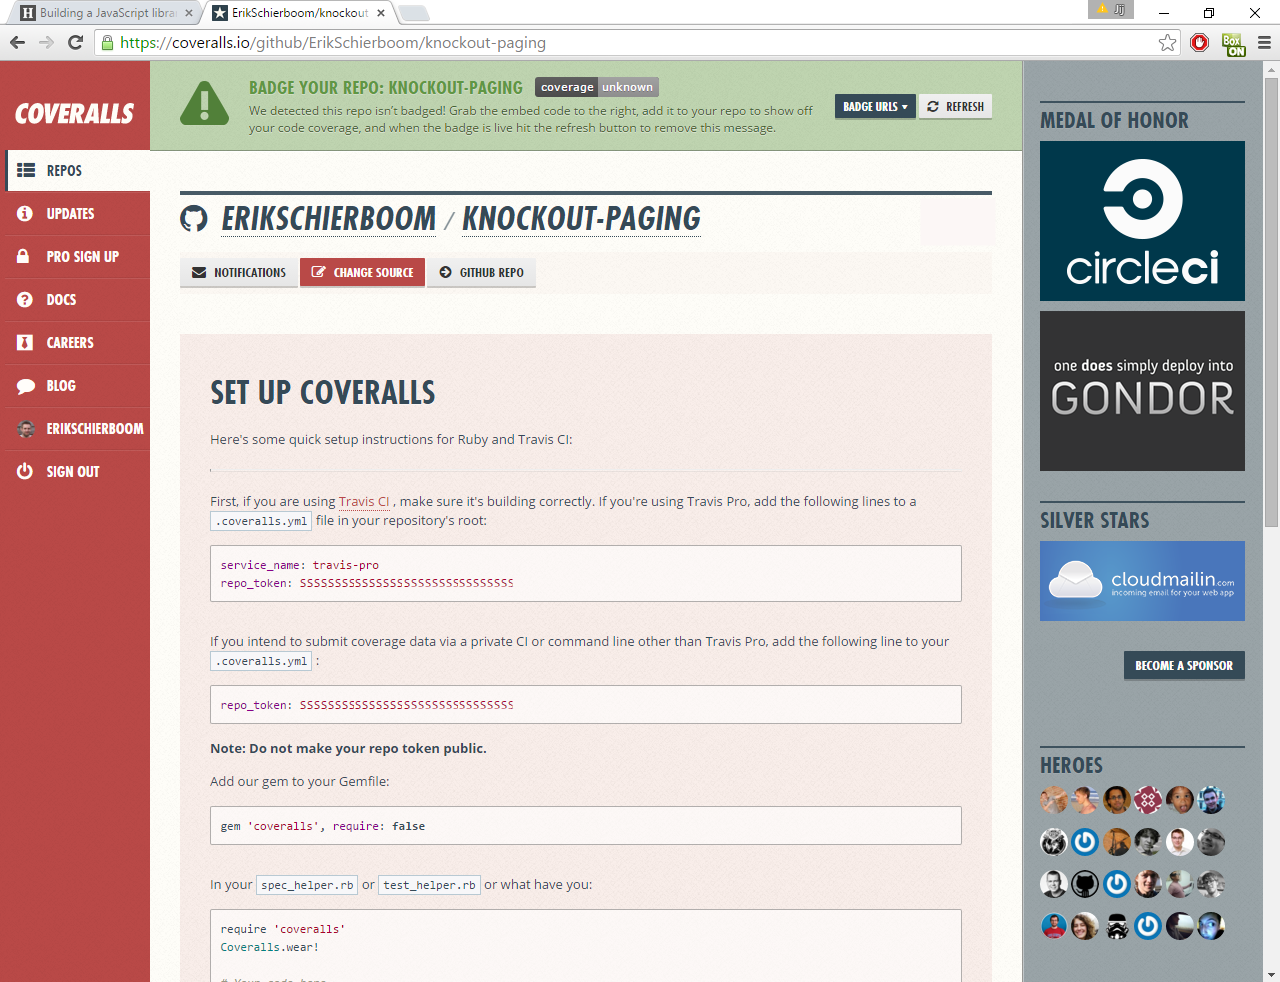 Building a JavaScript libra
ErikSchierboom/knockout
Jij
https://coveralls.io/github/ErikSchierboom/knockout-paging
Box
ON
COVERALLS
REPOS
UPDATES
PRO SIGN UP
DOCS
CAREERS
BLOG
ERIKSCHIERBOOM
SIGN OUT
BADGE YOUR REPO: KNOCKOUT-PAGING
coverage unknown
We detected this repo isn't badged! Grab the embed code to the right, add it to your repo to show off
your code coverage, and when the badge is live hit the refresh button to remove this message.
BADGE URLS
REFRESH
ERIKSCHIERBOOM / KNOCKOUT-PAGING
NOTIFICATIONS
CHANGE SOURCE
GITHUB REPO
SET UP COVERALLS
Here's some quick setup instructions for Ruby and Travis CI:
First, if you are using Travis CI , make sure it's building correctly. If you're using Travis Pro, add the following lines to a
.coveralls.yml file in your repository's root:
service_name: travis-pro
repo_token: SSSSSSSSSSSSSSSSSSSSSSSSSSSSSSSS
If you intend to submit coverage data via a private CI or command line other than Travis Pro, add the following line to your
.coveralls.yml :
repo_token: SSSSSSSSSSSSSSSSSSSSSSSSSSSSSSSS
Note: Do not make your repo token public.
Add our gem to your Gemfile:
gem 'coveralls', require: false
In your spec_helper.rb or test_helper.rb or what have you:
require 'coveralls'
Coveralls.wear!
# Your code here
MEDAL OF HONOR
circleci
one does simply deploy into
GONDOR
SILVER STARS
cloudmailin.com
incoming email for your web app
BECOME A SPONSOR
HEROES